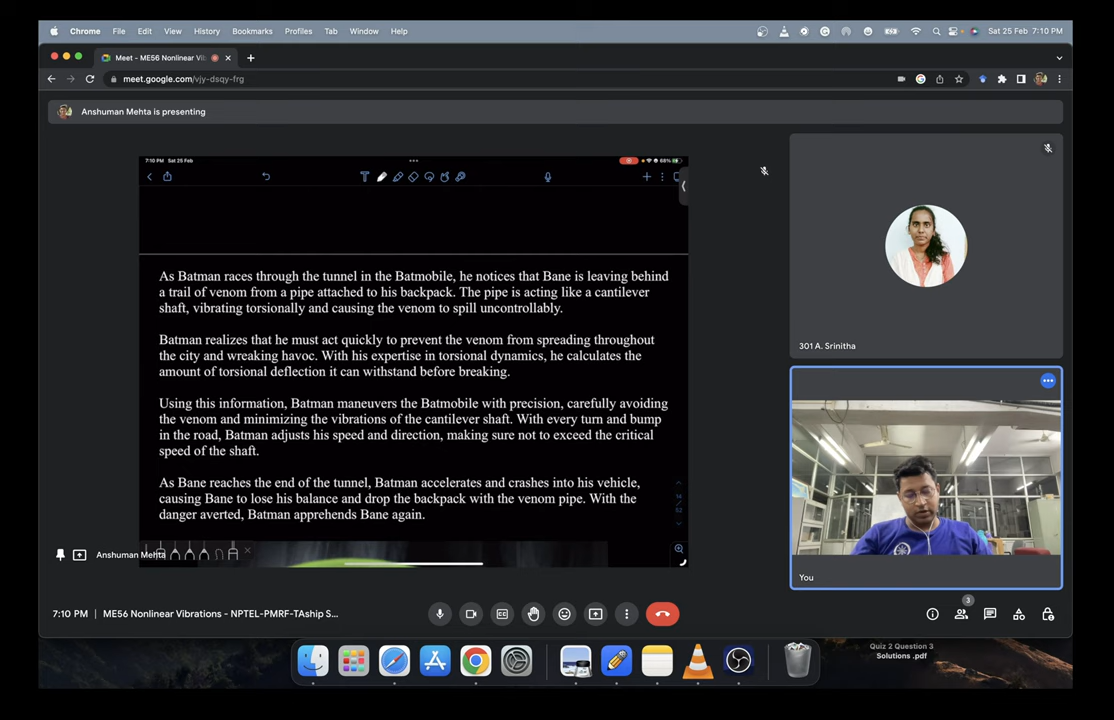 Chrome File Edit View History Bookmarks Profiles Tab Window Help Sat 25 Feb 7:10 PM
Meet - ME56 Nonlinear Vib
meet.google.com/vjy-dsqy-frg
Anshuman Mehta is presenting
7:10 PM Sat 25 Feb
68%
As Batman races through the tunnel in the Batmobile, he notices that Bane is leaving behind
a trail of venom from a pipe attached to his backpack. The pipe is acting like a cantilever
shaft, vibrating torsionally and causing the venom to spill uncontrollably.
Batman realizes that he must act quickly to prevent the venom from spreading throughout
the city and wreaking havoc. With his expertise in torsional dynamics, he calculates the
amount of torsional deflection it can withstand before breaking.
Using this information, Batman maneuvers the Batmobile with precision, carefully avoiding
the venom and minimizing the vibrations of the cantilever shaft. With every turn and bump
in the road, Batman adjusts his speed and direction, making sure not to exceed the critical
speed of the shaft.
As Bane reaches the end of the tunnel, Batman accelerates and crashes into his vehicle,
causing Bane to lose his balance and drop the backpack with the venom pipe. With the
danger averted, Batman apprehends Bane again.
Anshuman Mehta
301 A. Srinitha
You
7:10 PM | ME56 Nonlinear Vibrations - NPTEL-PMRF-TAship S...
3
Quiz 2 Question 3
Solutions .pdf